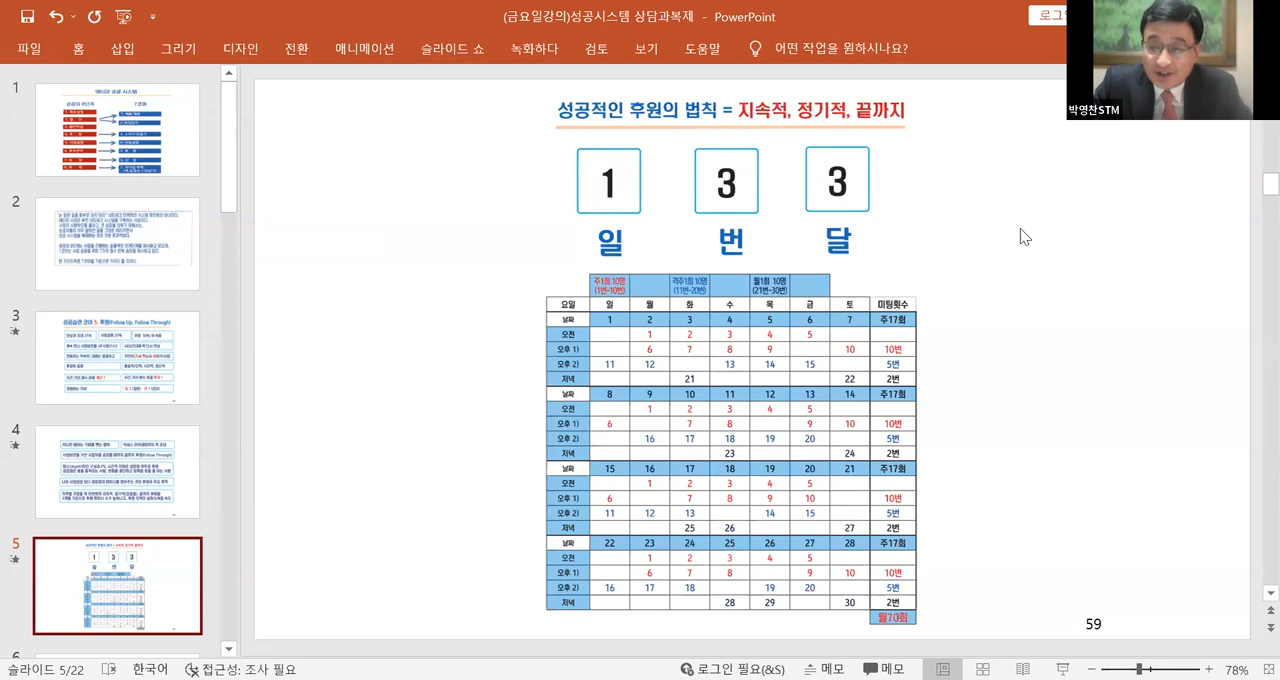 (금요일강의)성공시스템 상담과복제 - PowerPoint
파일 홈 삽입 그리기 디자인 전환 애니메이션 슬라이드 쇼 녹화하다 검토 보기 도움말 어떤 작업을 원하시나요?
박영찬STM
1
2
3
4
5
성공적인 후원의 법칙 = 지속적, 정기적, 끝까지
1 3 3
일 번 달
주1회 10명 격주1회 10명 월1회 10명
(1번-10번) (11번-20번) (21번-30번)
요일 일 월 화 수 목 금 토 미팅횟수
날짜 1 2 3 4 5 6 7 주17회
오전 1 2 3 4 5
오후 1) 6 7 8 9 10 10번
오후 2) 11 12 13 14 15 5번
저녁 21 22 2번
날짜 8 9 10 11 12 13 14 주17회
오전 1 2 3 4 5
오후 1) 6 7 8 9 10 10번
오후 2) 16 17 18 19 20 5번
저녁 23 24 2번
날짜 15 16 17 18 19 20 21 주17회
오전 1 2 3 4 5
오후 1) 6 7 8 9 10 10번
오후 2) 11 12 13 14 15 5번
저녁 25 26 27 2번
날짜 22 23 24 25 26 27 28 주17회
오전 1 2 3 4 5
오후 1) 6 7 8 9 10 10번
오후 2) 16 17 18 19 20 5번
저녁 28 29 30 2번
월70회
59
슬라이드 5/22 한국어 접근성: 조사 필요 로그인 필요(&S) 메모 메모 78%